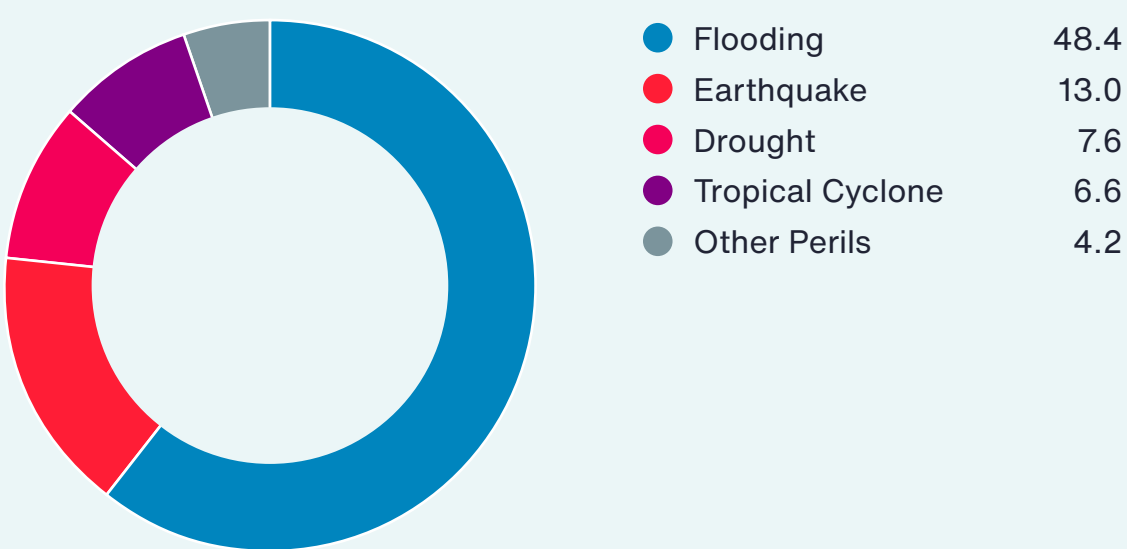 Flooding 48.4
Earthquake 13.0
Drought 7.6
Tropical Cyclone 6.6
Other Perils 4.2